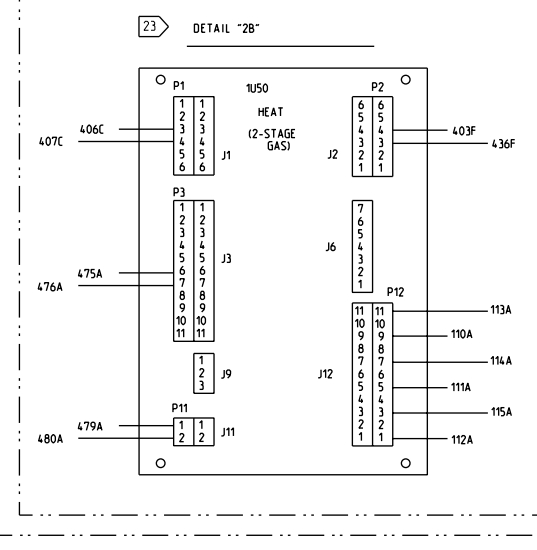 23 DETAIL "2B"
P1 1U50 P2
HEAT
(2-STAGE
GAS)
1 1
2 2
3 3
4 4
5 5
6 6
J1
406C
407C
6 6
5 5
4 4
3 3
2 2
1 1
J2
403F
436F
P3
1 1
2 2
3 3
4 4
5 5
6 6
7 7
8 8
9 9
10 10
11 11
J3
475A
476A
7
6
5
4
3
2
1
J6
P12
11 11
10 10
9 9
8 8
7 7
6 6
5 5
4 4
3 3
2 2
1 1
J12
113A
110A
114A
111A
115A
112A
1
2
3
J9
P11
1 1
2 2
J11
479A
480A